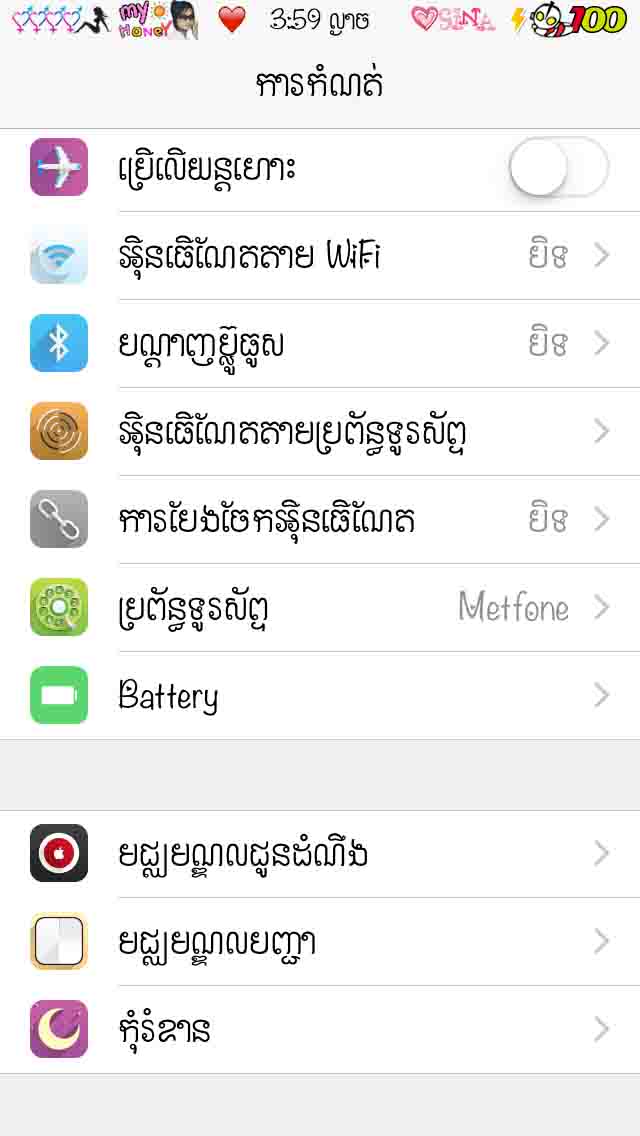 my
Honey
3:59 ល្ងាច
SINA
100
ការកំណត់
ប្រើលើយន្តហោះ
អ៊ិនធើណែតតាម WiFi
បិទ
បណ្ដាញប្លូធូស
បិទ
អ៊ិនធើណែតតាមប្រព័ន្ធទូរស័ព្ទ
ការបែងចែកអ៊ិនធើណែត
បិទ
ប្រព័ន្ធទូរស័ព្ទ
Metfone
Battery
មជ្ឈមណ្ឌលជូនដំណឹង
មជ្ឈមណ្ឌលបញ្ជា
កុំរំខាន